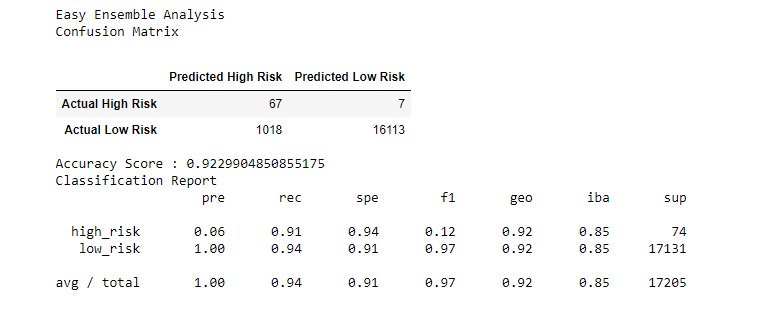 Easy Ensemble Analysis
Confusion Matrix
Predicted High Risk Predicted Low Risk
Actual High Risk 67 7
Actual Low Risk 1018 16113
Accuracy Score : 0.9229904850855175
Classification Report
pre rec spe f1 geo iba sup
high_risk 0.06 0.91 0.94 0.12 0.92 0.85 74
low_risk 1.00 0.94 0.91 0.97 0.92 0.85 17131
avg / total 1.00 0.94 0.91 0.97 0.92 0.85 17205